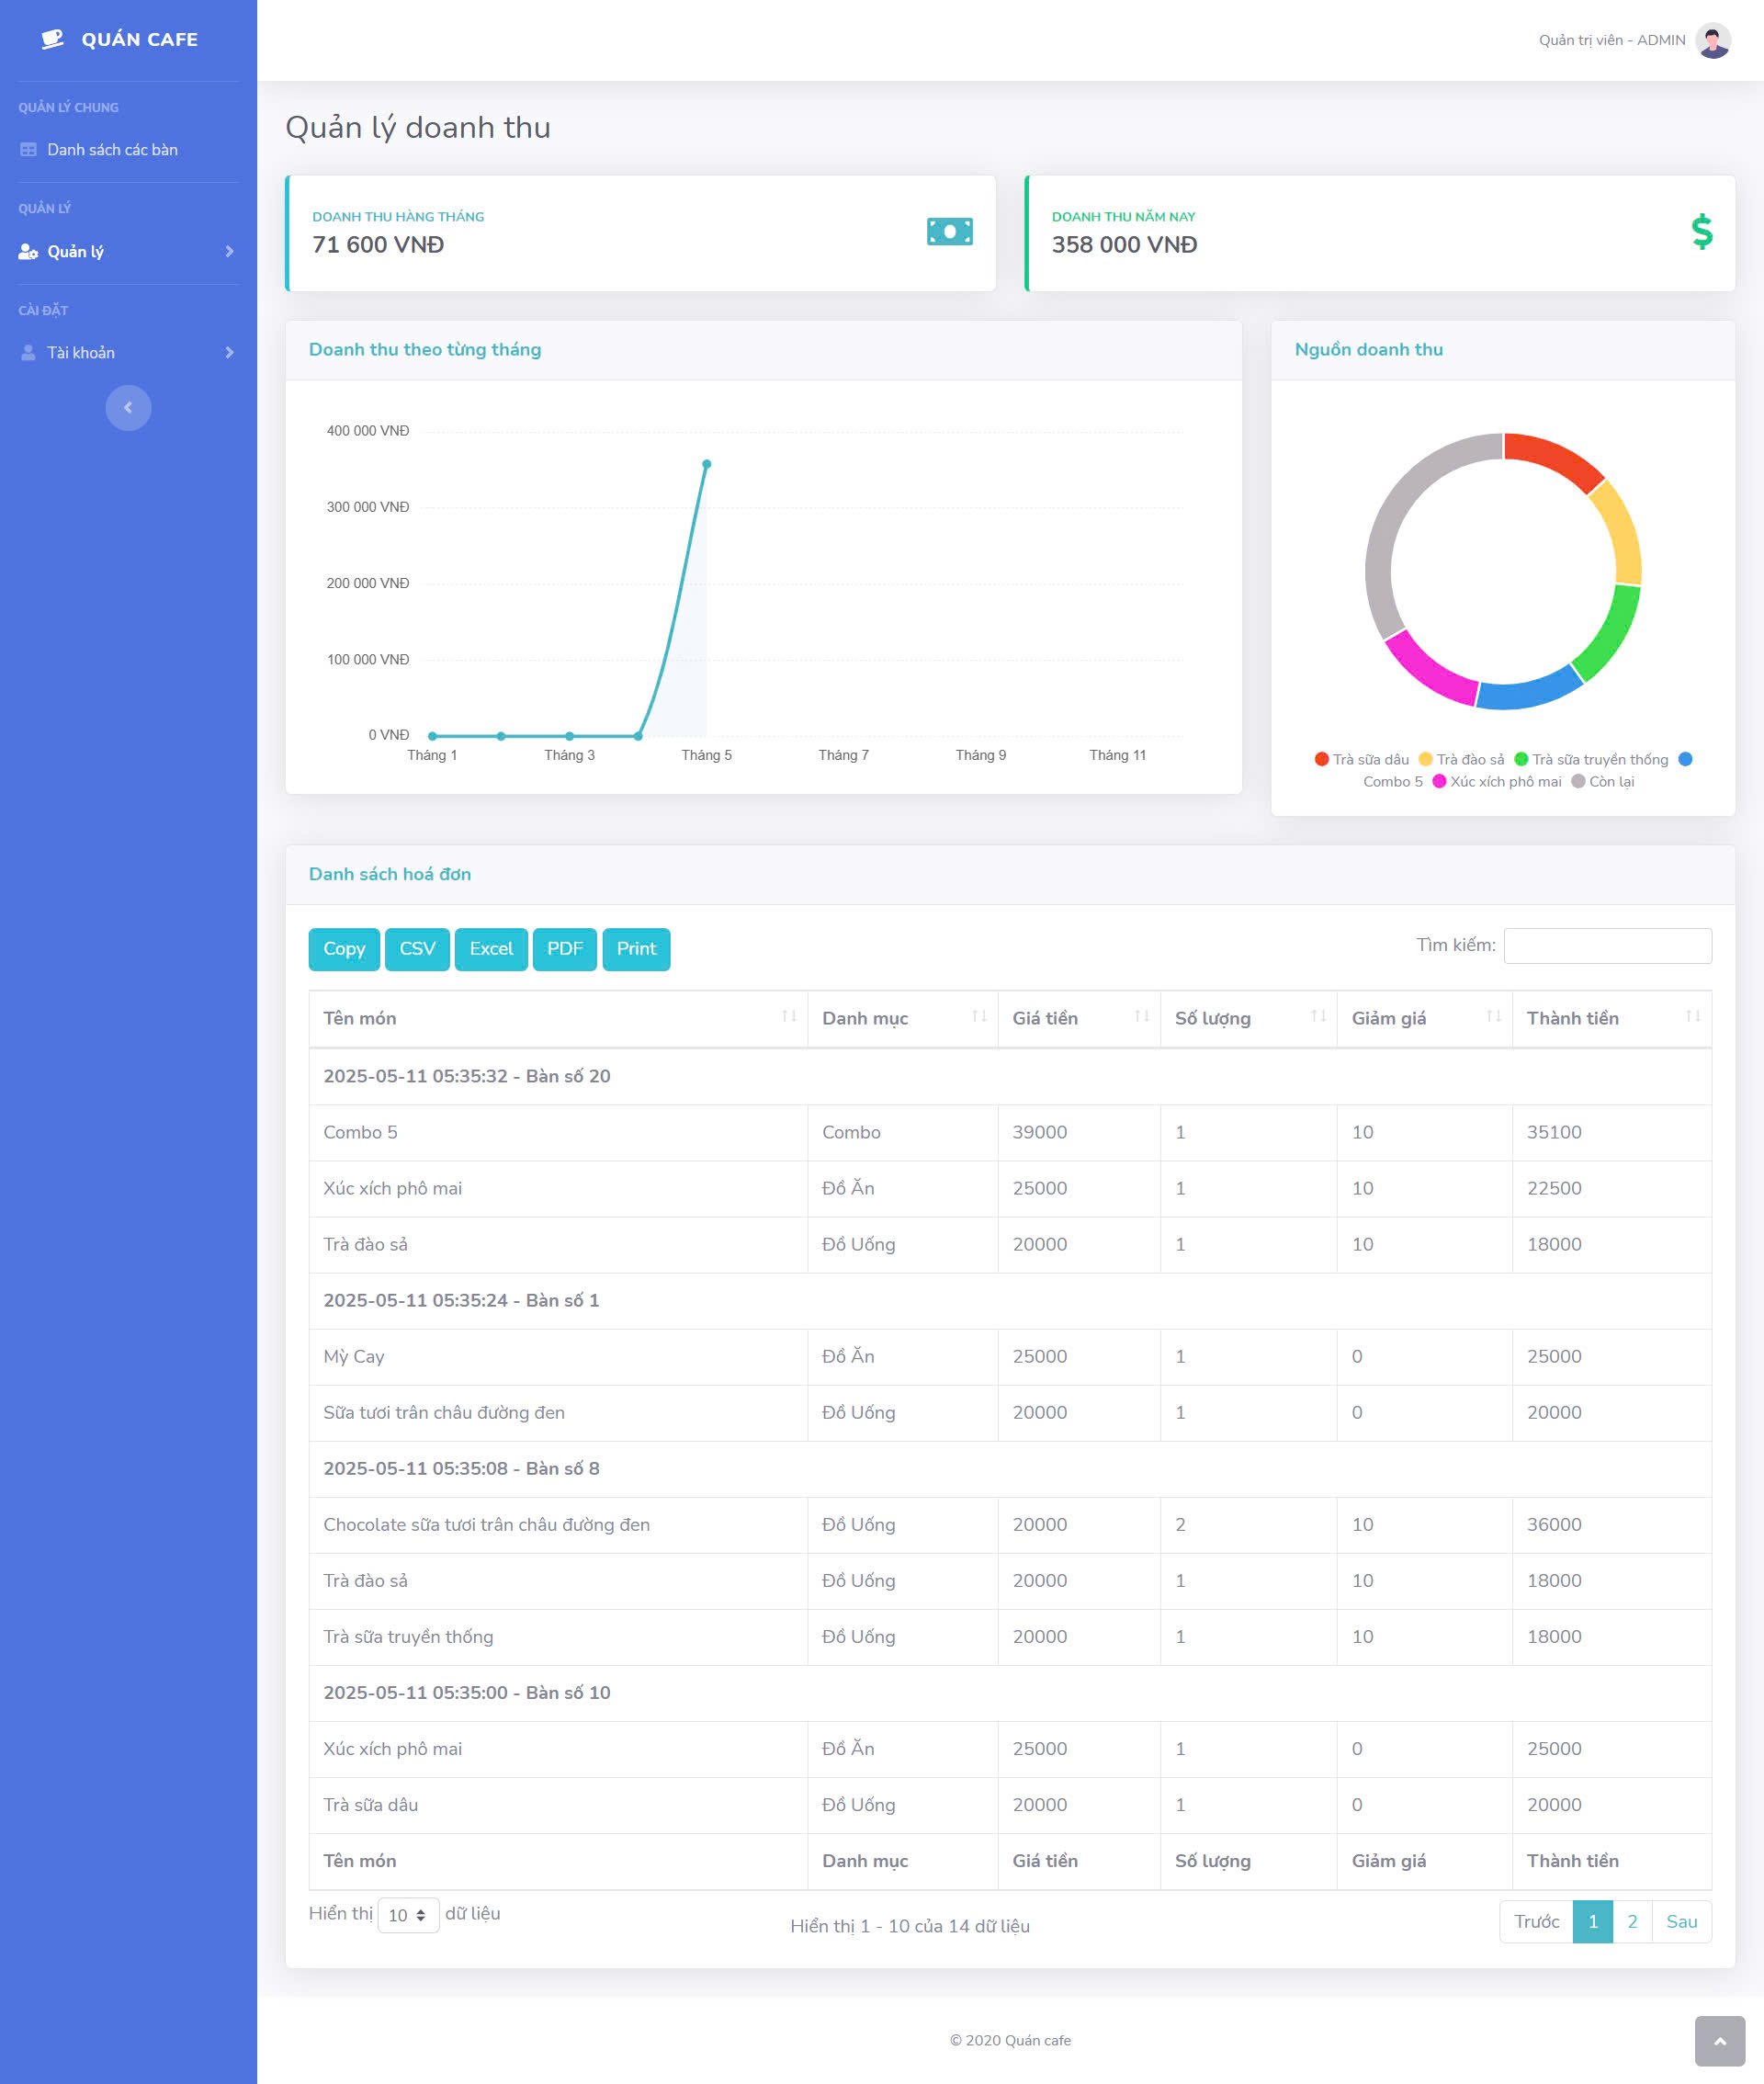 QUÁN CAFE
Quản trị viên - ADMIN
QUẢN LÝ CHUNG
Danh sách các bàn
QUẢN LÝ
Quản lý
CÀI ĐẶT
Tài khoản
Quản lý doanh thu
DOANH THU HÀNG THÁNG
71 600 VNĐ
DOANH THU NĂM NAY
358 000 VNĐ
Doanh thu theo từng tháng
400 000 VNĐ
300 000 VNĐ
200 000 VNĐ
100 000 VNĐ
0 VNĐ
Tháng 1 Tháng 3 Tháng 5 Tháng 7 Tháng 9 Tháng 11
Nguồn doanh thu
Trà sữa dâu Trà đào sả Trà sữa truyền thống
Combo 5 Xúc xích phô mai Còn lại
Danh sách hoá đơn
Copy CSV Excel PDF Print
Tìm kiếm:
Tên món Danh mục Giá tiền Số lượng Giảm giá Thành tiền
2025-05-11 05:35:32 - Bàn số 20
Combo 5 Combo 39000 1 10 35100
Xúc xích phô mai Đồ Ăn 25000 1 10 22500
Trà đào sả Đồ Uống 20000 1 10 18000
2025-05-11 05:35:24 - Bàn số 1
Mỳ Cay Đồ Ăn 25000 1 0 25000
Sữa tươi trân châu đường đen Đồ Uống 20000 1 0 20000
2025-05-11 05:35:08 - Bàn số 8
Chocolate sữa tươi trân châu đường đen Đồ Uống 20000 2 10 36000
Trà đào sả Đồ Uống 20000 1 10 18000
Trà sữa truyền thống Đồ Uống 20000 1 10 18000
2025-05-11 05:35:00 - Bàn số 10
Xúc xích phô mai Đồ Ăn 25000 1 0 25000
Trà sữa dâu Đồ Uống 20000 1 0 20000
Tên món Danh mục Giá tiền Số lượng Giảm giá Thành tiền
Hiển thị 10 dữ liệu
Hiển thị 1 - 10 của 14 dữ liệu
Trước 1 2 Sau
© 2020 Quán cafe